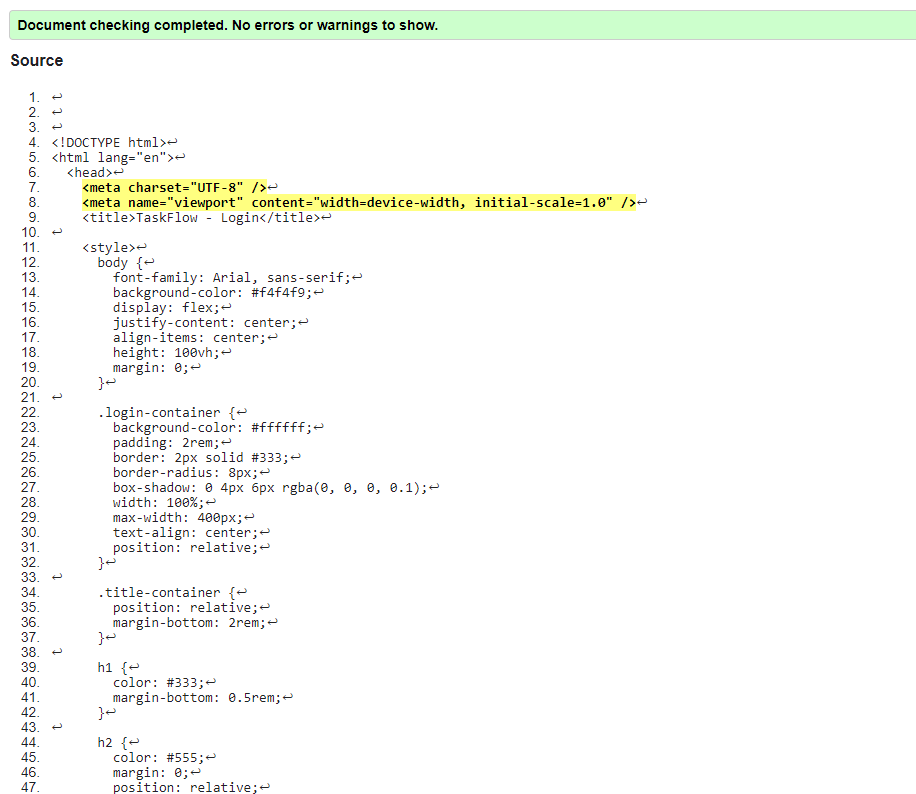 Document checking completed. No errors or warnings to show.
Source
1. ↩
2. ↩
3. ↩
4. <!DOCTYPE html>↩
5. <html lang="en">↩
6.   <head>↩
7.     <meta charset="UTF-8" />↩
8.     <meta name="viewport" content="width=device-width, initial-scale=1.0" />↩
9.     <title>TaskFlow - Login</title>↩
10. ↩
11.     <style>↩
12.       body {↩
13.         font-family: Arial, sans-serif;↩
14.         background-color: #f4f4f9;↩
15.         display: flex;↩
16.         justify-content: center;↩
17.         align-items: center;↩
18.         height: 100vh;↩
19.         margin: 0;↩
20.       }↩
21. ↩
22.       .login-container {↩
23.         background-color: #ffffff;↩
24.         padding: 2rem;↩
25.         border: 2px solid #333;↩
26.         border-radius: 8px;↩
27.         box-shadow: 0 4px 6px rgba(0, 0, 0, 0.1);↩
28.         width: 100%;↩
29.         max-width: 400px;↩
30.         text-align: center;↩
31.         position: relative;↩
32.       }↩
33. ↩
34.       .title-container {↩
35.         position: relative;↩
36.         margin-bottom: 2rem;↩
37.       }↩
38. ↩
39.       h1 {↩
40.         color: #333;↩
41.         margin-bottom: 0.5rem;↩
42.       }↩
43. ↩
44.       h2 {↩
45.         color: #555;↩
46.         margin: 0;↩
47.         position: relative;↩